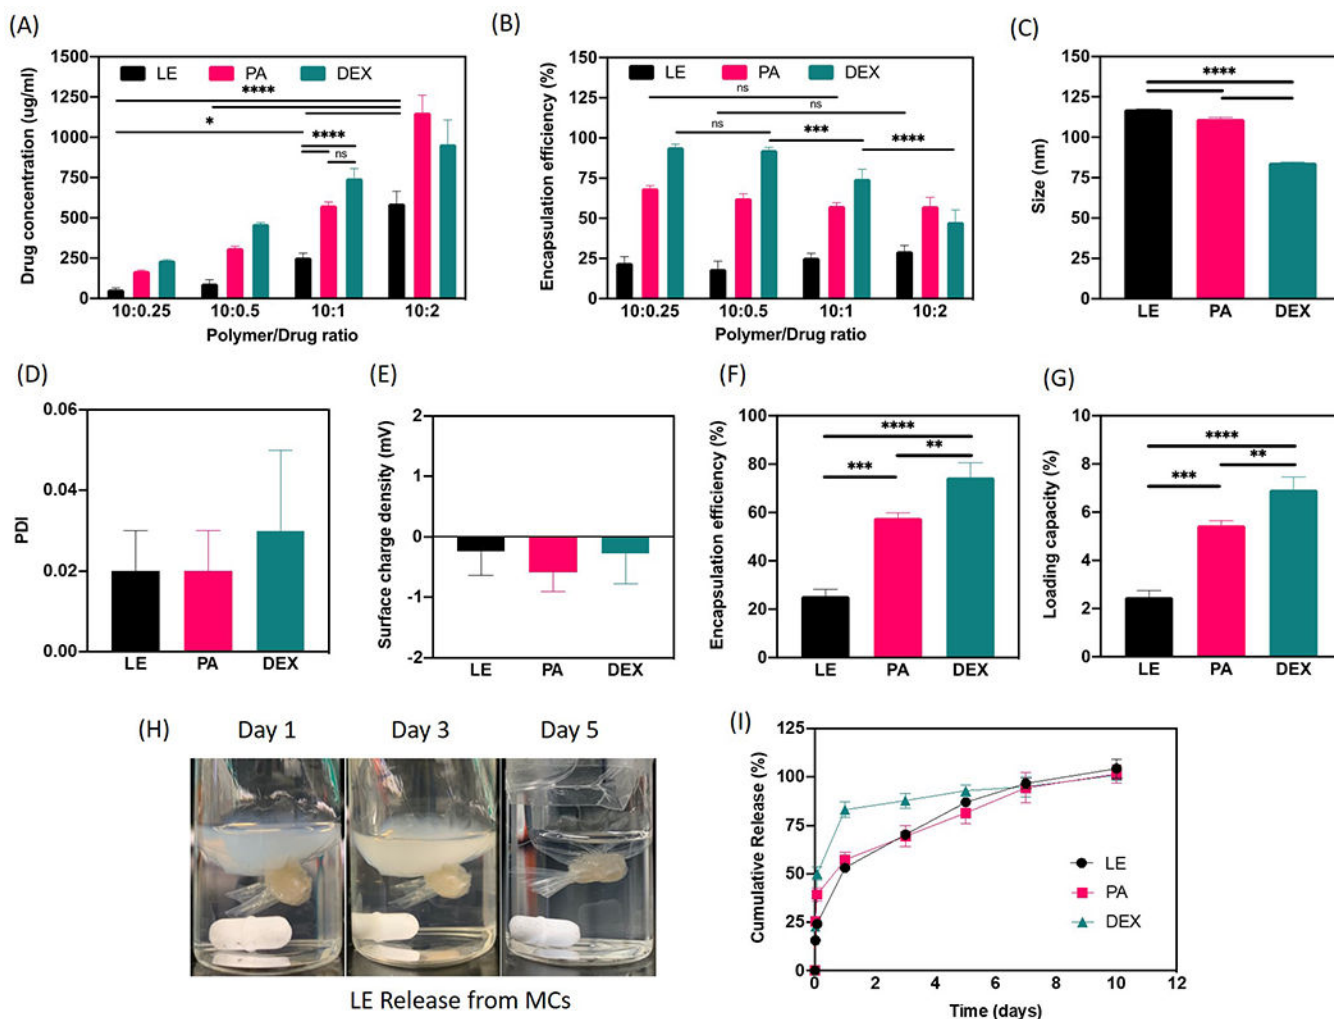 (A)
Drug concentration (ug/ml)
1500
1250
1000
750
500
250
0
LE PA DEX
****
*
****
ns
10:0.25 10:0.5 10:1 10:2
Polymer/Drug ratio
(B)
Encapsulation efficiency (%)
150
125
100
75
50
25
0
LE PA DEX
ns
ns
ns
***
****
10:0.25 10:0.5 10:1 10:2
Polymer/Drug ratio
(C)
Size (nm)
150
125
100
75
50
25
0
****
LE PA DEX
(D)
PDI
0.06
0.04
0.02
0.00
LE PA DEX
(E)
Surface charge density (mV)
2
1
0
-1
-2
LE PA DEX
(F)
Encapsulation efficiency (%)
100
80
60
40
20
0
****
**
***
LE PA DEX
(G)
Loading capacity (%)
10
8
6
4
2
0
****
**
***
LE PA DEX
(H)
Day 1 Day 3 Day 5
LE Release from MCs
(I)
Cumulative Release (%)
125
100
75
50
25
0
LE
PA
DEX
0 2 4 6 8 10 12
Time (days)